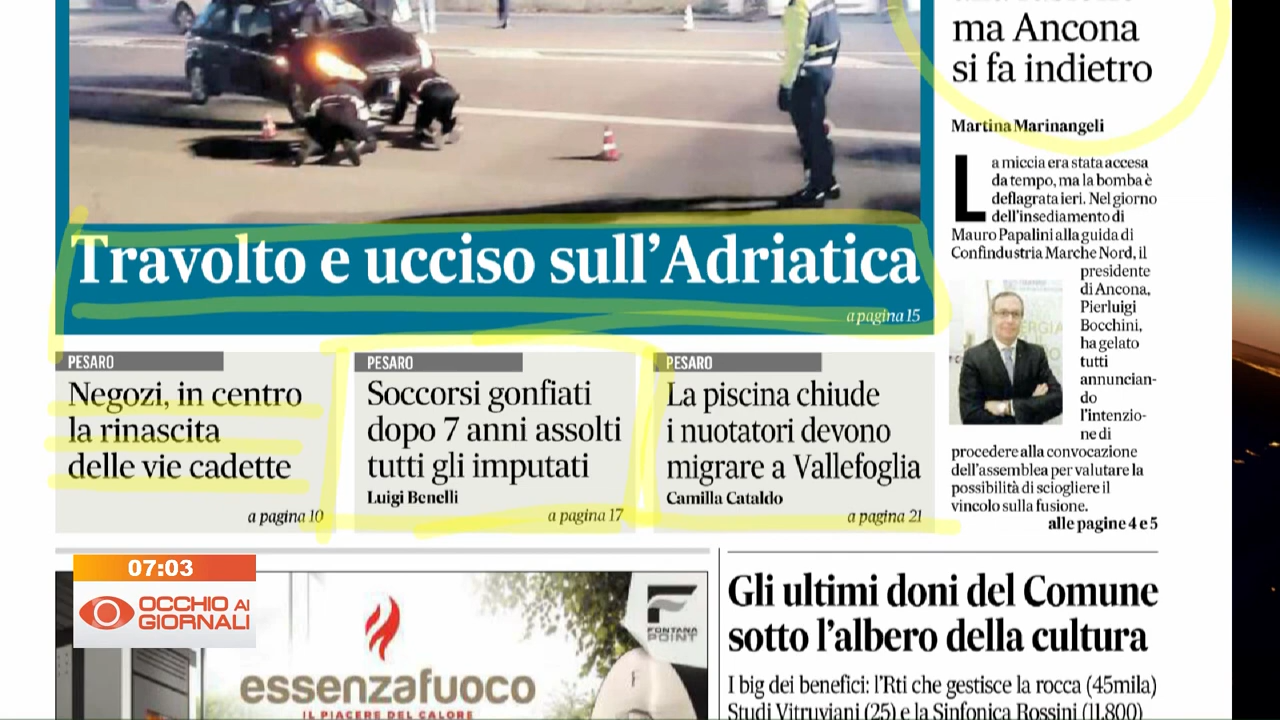 ma Ancona
si fa indietro
Martina Marinangeli
La miccia era stata accesa
da tempo, ma la bomba è
deflagrata ieri. Nel giorno
dell'insediamento di
Mauro Papalini alla guida di
Confindustria Marche Nord, il
presidente
di Ancona,
Pierluigi
Bocchini,
ha gelato
tutti
annuncian-
do
l'intenzio-
ne di
procedere alla convocazione
dell'assemblea per valutare la
possibilità di sciogliere il
vincolo sulla fusione.
alle pagine 4 e 5
Travolto e ucciso sull'Adriatica
a pagina 15
PESARO
Negozi, in centro
la rinascita
delle vie cadette
a pagina 10
PESARO
Soccorsi gonfiati
dopo 7 anni assolti
tutti gli imputati
Luigi Benelli
a pagina 17
PESARO
La piscina chiude
i nuotatori devono
migrare a Vallefoglia
Camilla Cataldo
a pagina 21
07:03
OCCHIO AI
GIORNALI
FONTANA
POINT
essenzafuoco
IL PIACERE DEL CALORE
Gli ultimi doni del Comune
sotto l'albero della cultura
I big dei benefici: l'Rti che gestisce la rocca (45mila)
Studi Vitruviani (25) e la Sinfonica Rossini (11.800)